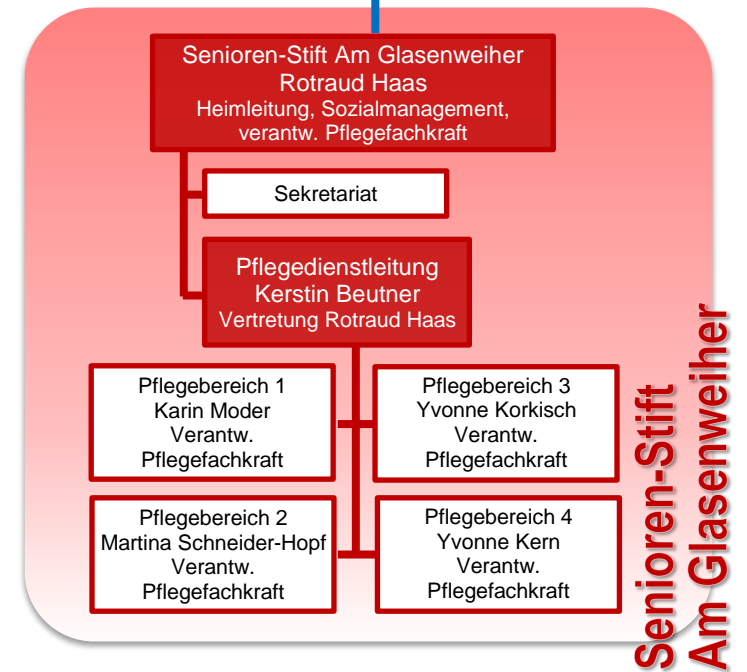 Senioren-Stift Am Glasenweiher
Rotraud Haas
Heimleitung, Sozialmanagement,
verantw. Pflegefachkraft
Sekretariat
Pflegedienstleitung
Kerstin Beutner
Vertretung Rotraud Haas
Pflegebereich 1
Karin Moder
Verantw.
Pflegefachkraft
Pflegebereich 3
Yvonne Korkisch
Verantw.
Pflegefachkraft
Pflegebereich 2
Martina Schneider-Hopf
Verantw.
Pflegefachkraft
Pflegebereich 4
Yvonne Kern
Verantw.
Pflegefachkraft
Senioren-Stift
Am Glasenweiher